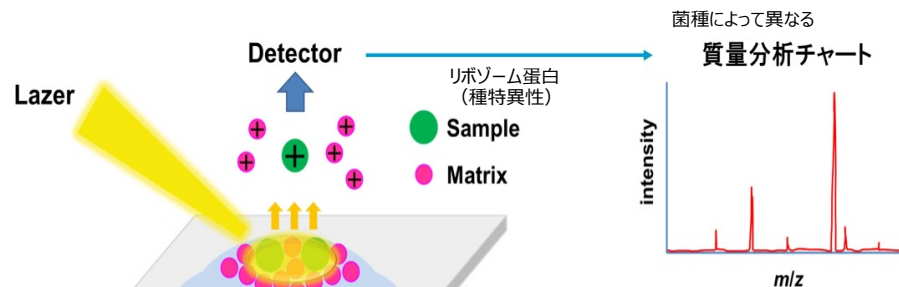 菌種によって異なる
Detector
質量分析チャート
リボゾーム蛋白
（種特異性）
Lazer
+
+
+
+
+
+
Sample
Matrix
intensity
m/z